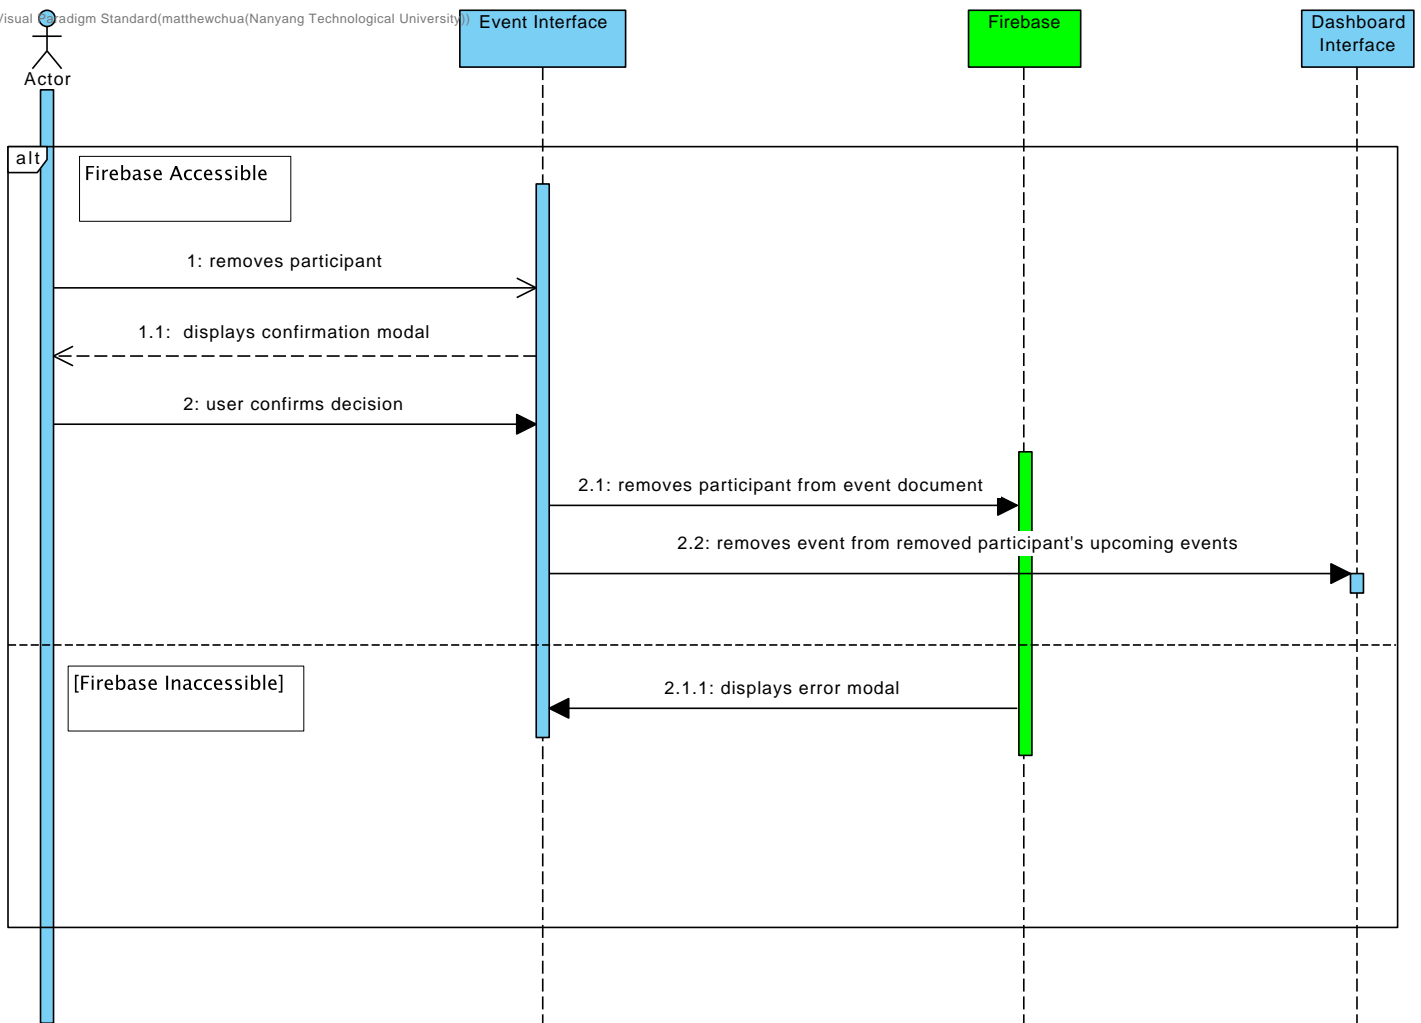 Visual Paradigm Standard(matthewchua(Nanyang Technological University))
Actor
Event Interface
Firebase
Dashboard
Interface
alt
Firebase Accessible
1: removes participant
1.1:  displays confirmation modal
2: user confirms decision
2.1: removes participant from event document
2.2: removes event from removed participant's upcoming events
[Firebase Inaccessible]
2.1.1: displays error modal